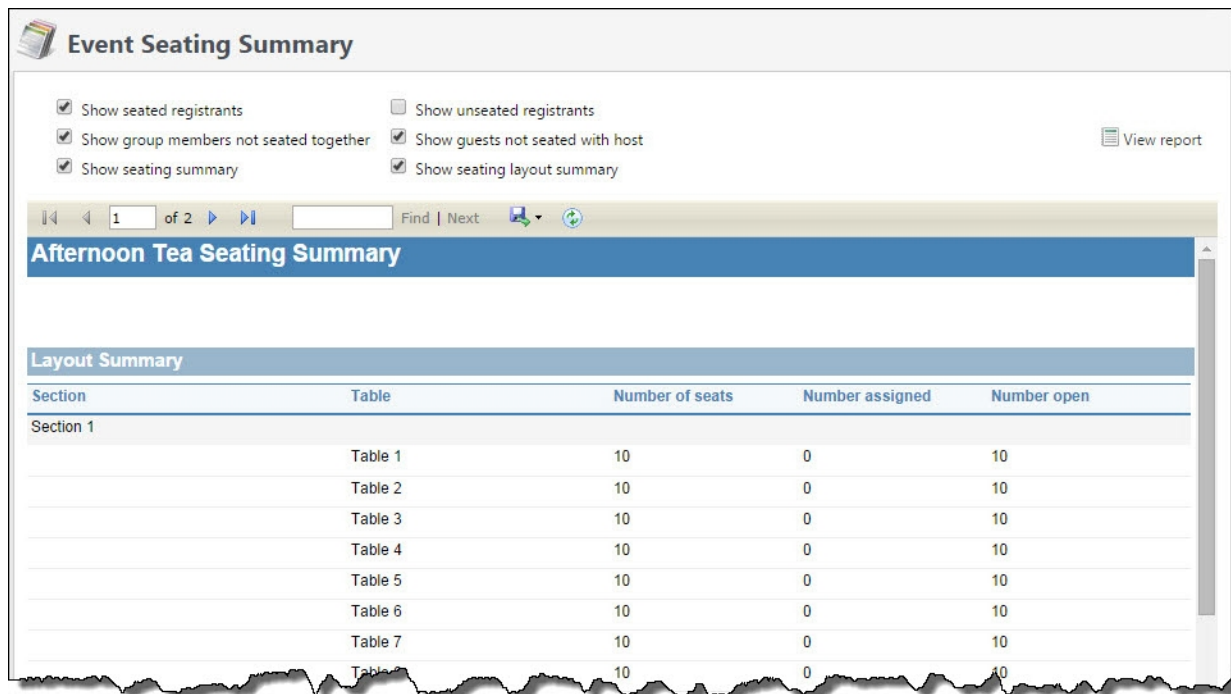 Event Seating Summary
Show seated registrants Show unseated registrants
Show group members not seated together Show guests not seated with host
View report
Show seating summary Show seating layout summary
1 of 2 Find | Next
Afternoon Tea Seating Summary
Layout Summary
Section Table Number of seats Number assigned Number open
Section 1
Table 1 10 0 10
Table 2 10 0 10
Table 3 10 0 10
Table 4 10 0 10
Table 5 10 0 10
Table 6 10 0 10
Table 7 10 0 10
Table 10 0 10